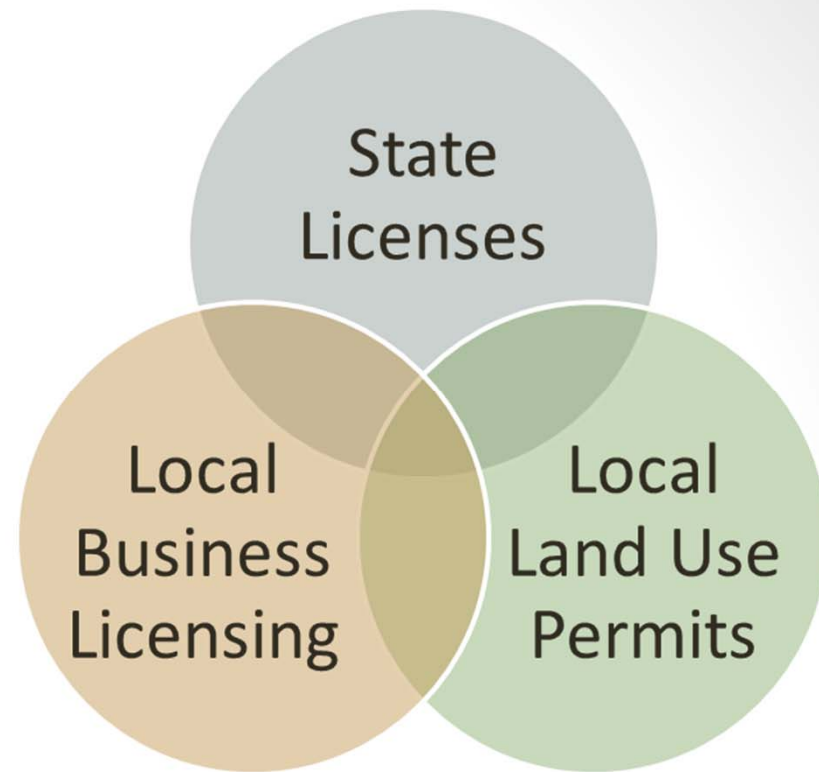 State
Licenses
Local
Business
Licensing
Local
Land Use
Permits